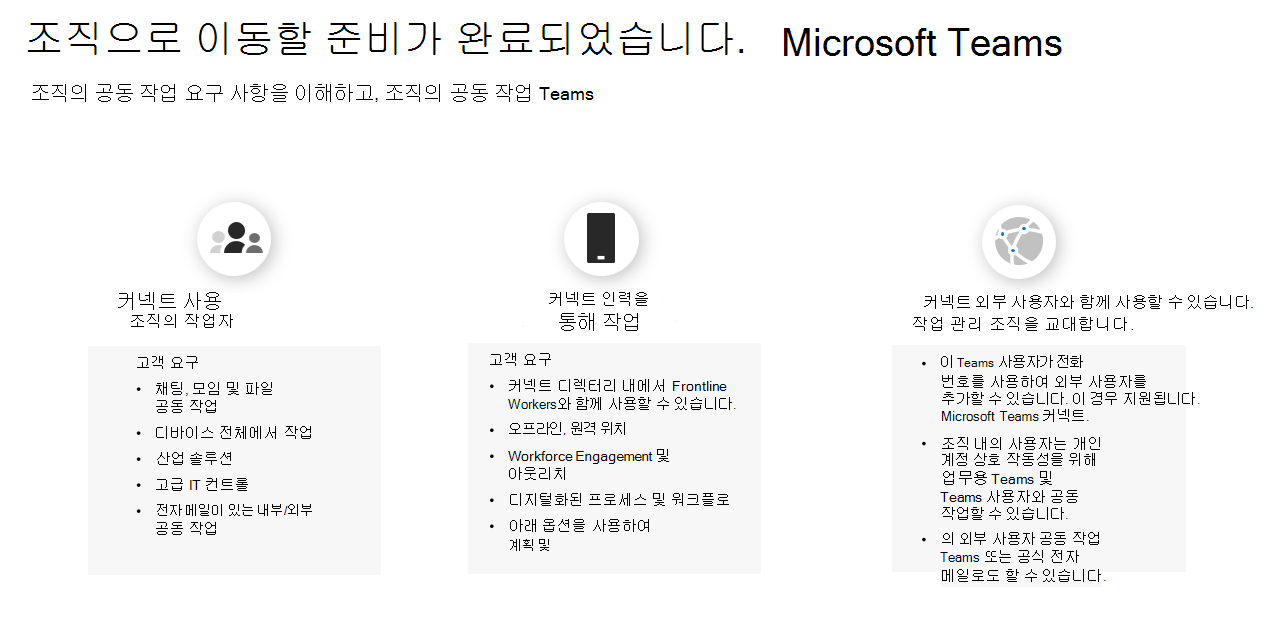 조직으로 이동할 준비가 완료되었습니다. Microsoft Teams
조직의 공동 작업 요구 사항을 이해하고, 조직의 공동 작업 Teams
커넥트 사용
조직의 작업자
고객 요구
• 채팅, 모임 및 파일
공동 작업
• 디바이스 전체에서 작업
• 산업 솔루션
• 고급 IT 컨트롤
• 전자 메일이 있는 내부/외부
공동 작업
커넥트 인력을
통해 작업
고객 요구
• 커넥트 디렉터리 내에서 Frontline
Workers와 함께 사용할 수 있습니다.
• 오프라인, 원격 위치
• Workforce Engagement 및
아웃리치
• 디지털화된 프로세스 및 워크플로
• 아래 옵션을 사용하여
계획 및
커넥트 외부 사용자와 함께 사용할 수 있습니다.
작업 관리 조직을 교대합니다.
• 이 Teams 사용자가 전화
번호를 사용하여 외부 사용자를
추가할 수 있습니다. 이 경우 지원됩니다.
Microsoft Teams 커넥트.
• 조직 내의 사용자는 개인
계정 상호 작동성을 위해
업무용 Teams 및
Teams 사용자와 공동
작업할 수 있습니다.
• 의 외부 사용자 공동 작업
Teams 또는 공식 전자
메일로도 할 수 있습니다.